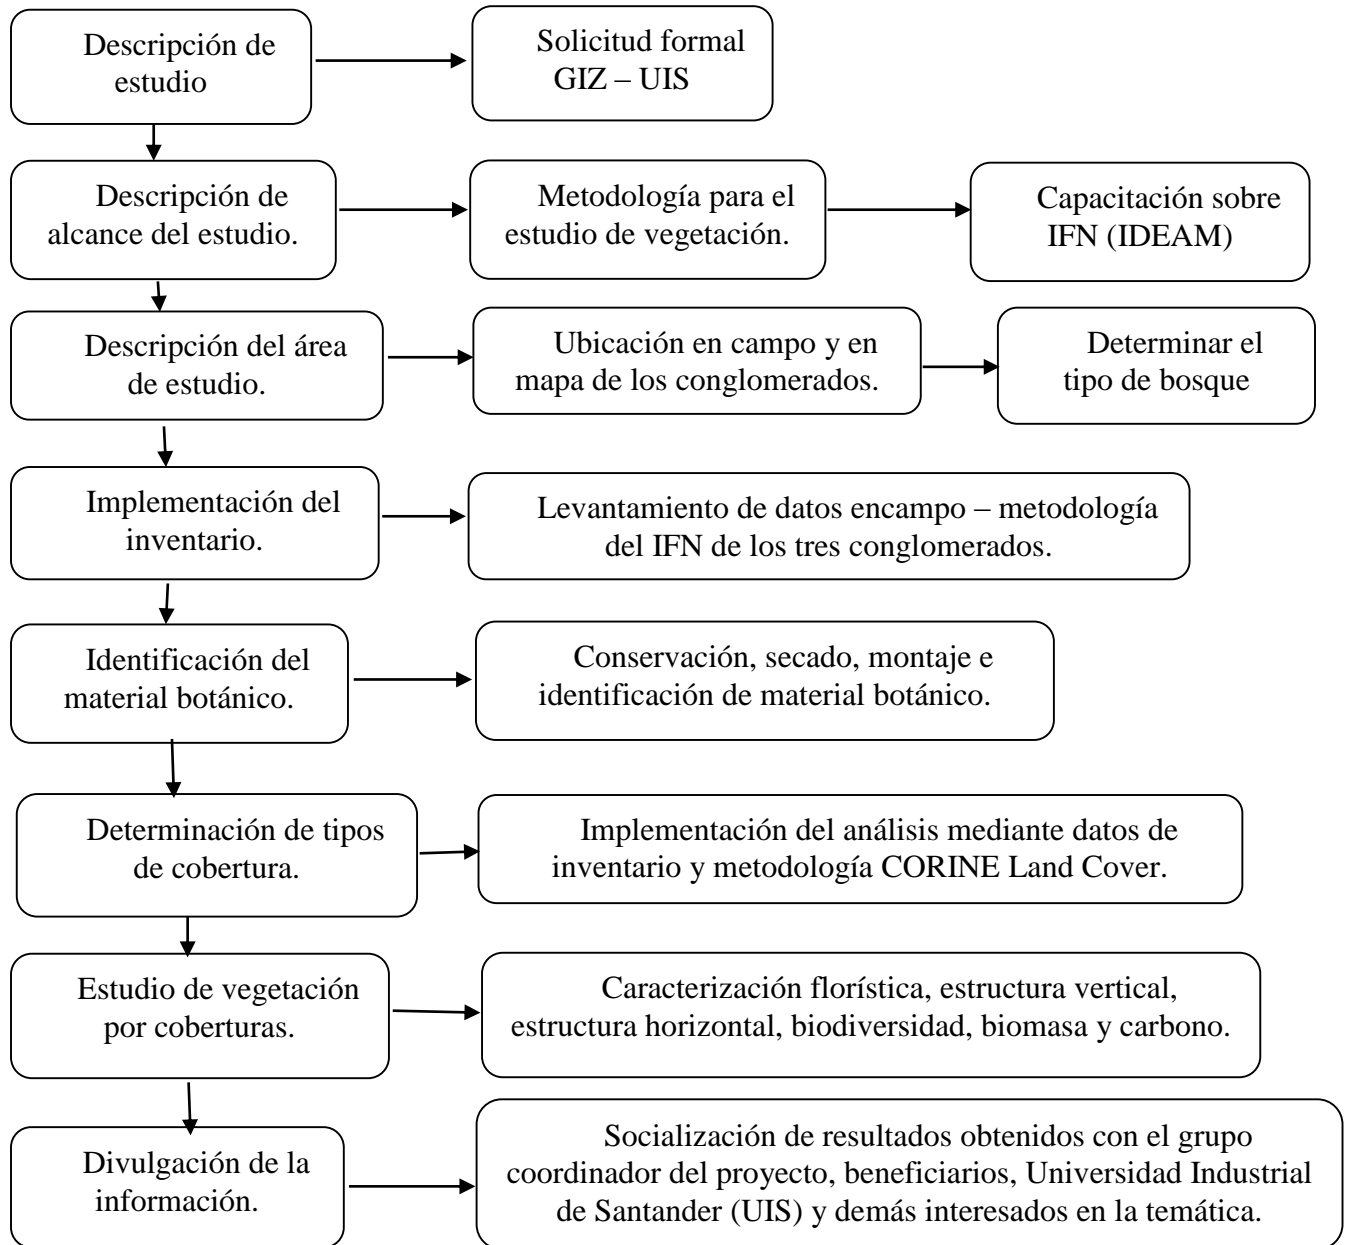 Descripción de
estudio
Solicitud formal
GIZ – UIS
Descripción de
alcance del estudio.
Metodología para el
estudio de vegetación.
Capacitación sobre
IFN (IDEAM)
Descripción del área
de estudio.
Ubicación en campo y en
mapa de los conglomerados.
Determinar el
tipo de bosque
Implementación del
inventario.
Levantamiento de datos encampo – metodología
del IFN de los tres conglomerados.
Identificación del
material botánico.
Conservación, secado, montaje e
identificación de material botánico.
Determinación de tipos
de cobertura.
Implementación del análisis mediante datos de
inventario y metodología CORINE Land Cover.
Estudio de vegetación
por coberturas.
Caracterización florística, estructura vertical,
estructura horizontal, biodiversidad, biomasa y carbono.
Divulgación de la
información.
Socialización de resultados obtenidos con el grupo
coordinador del proyecto, beneficiarios, Universidad Industrial
de Santander (UIS) y demás interesados en la temática.